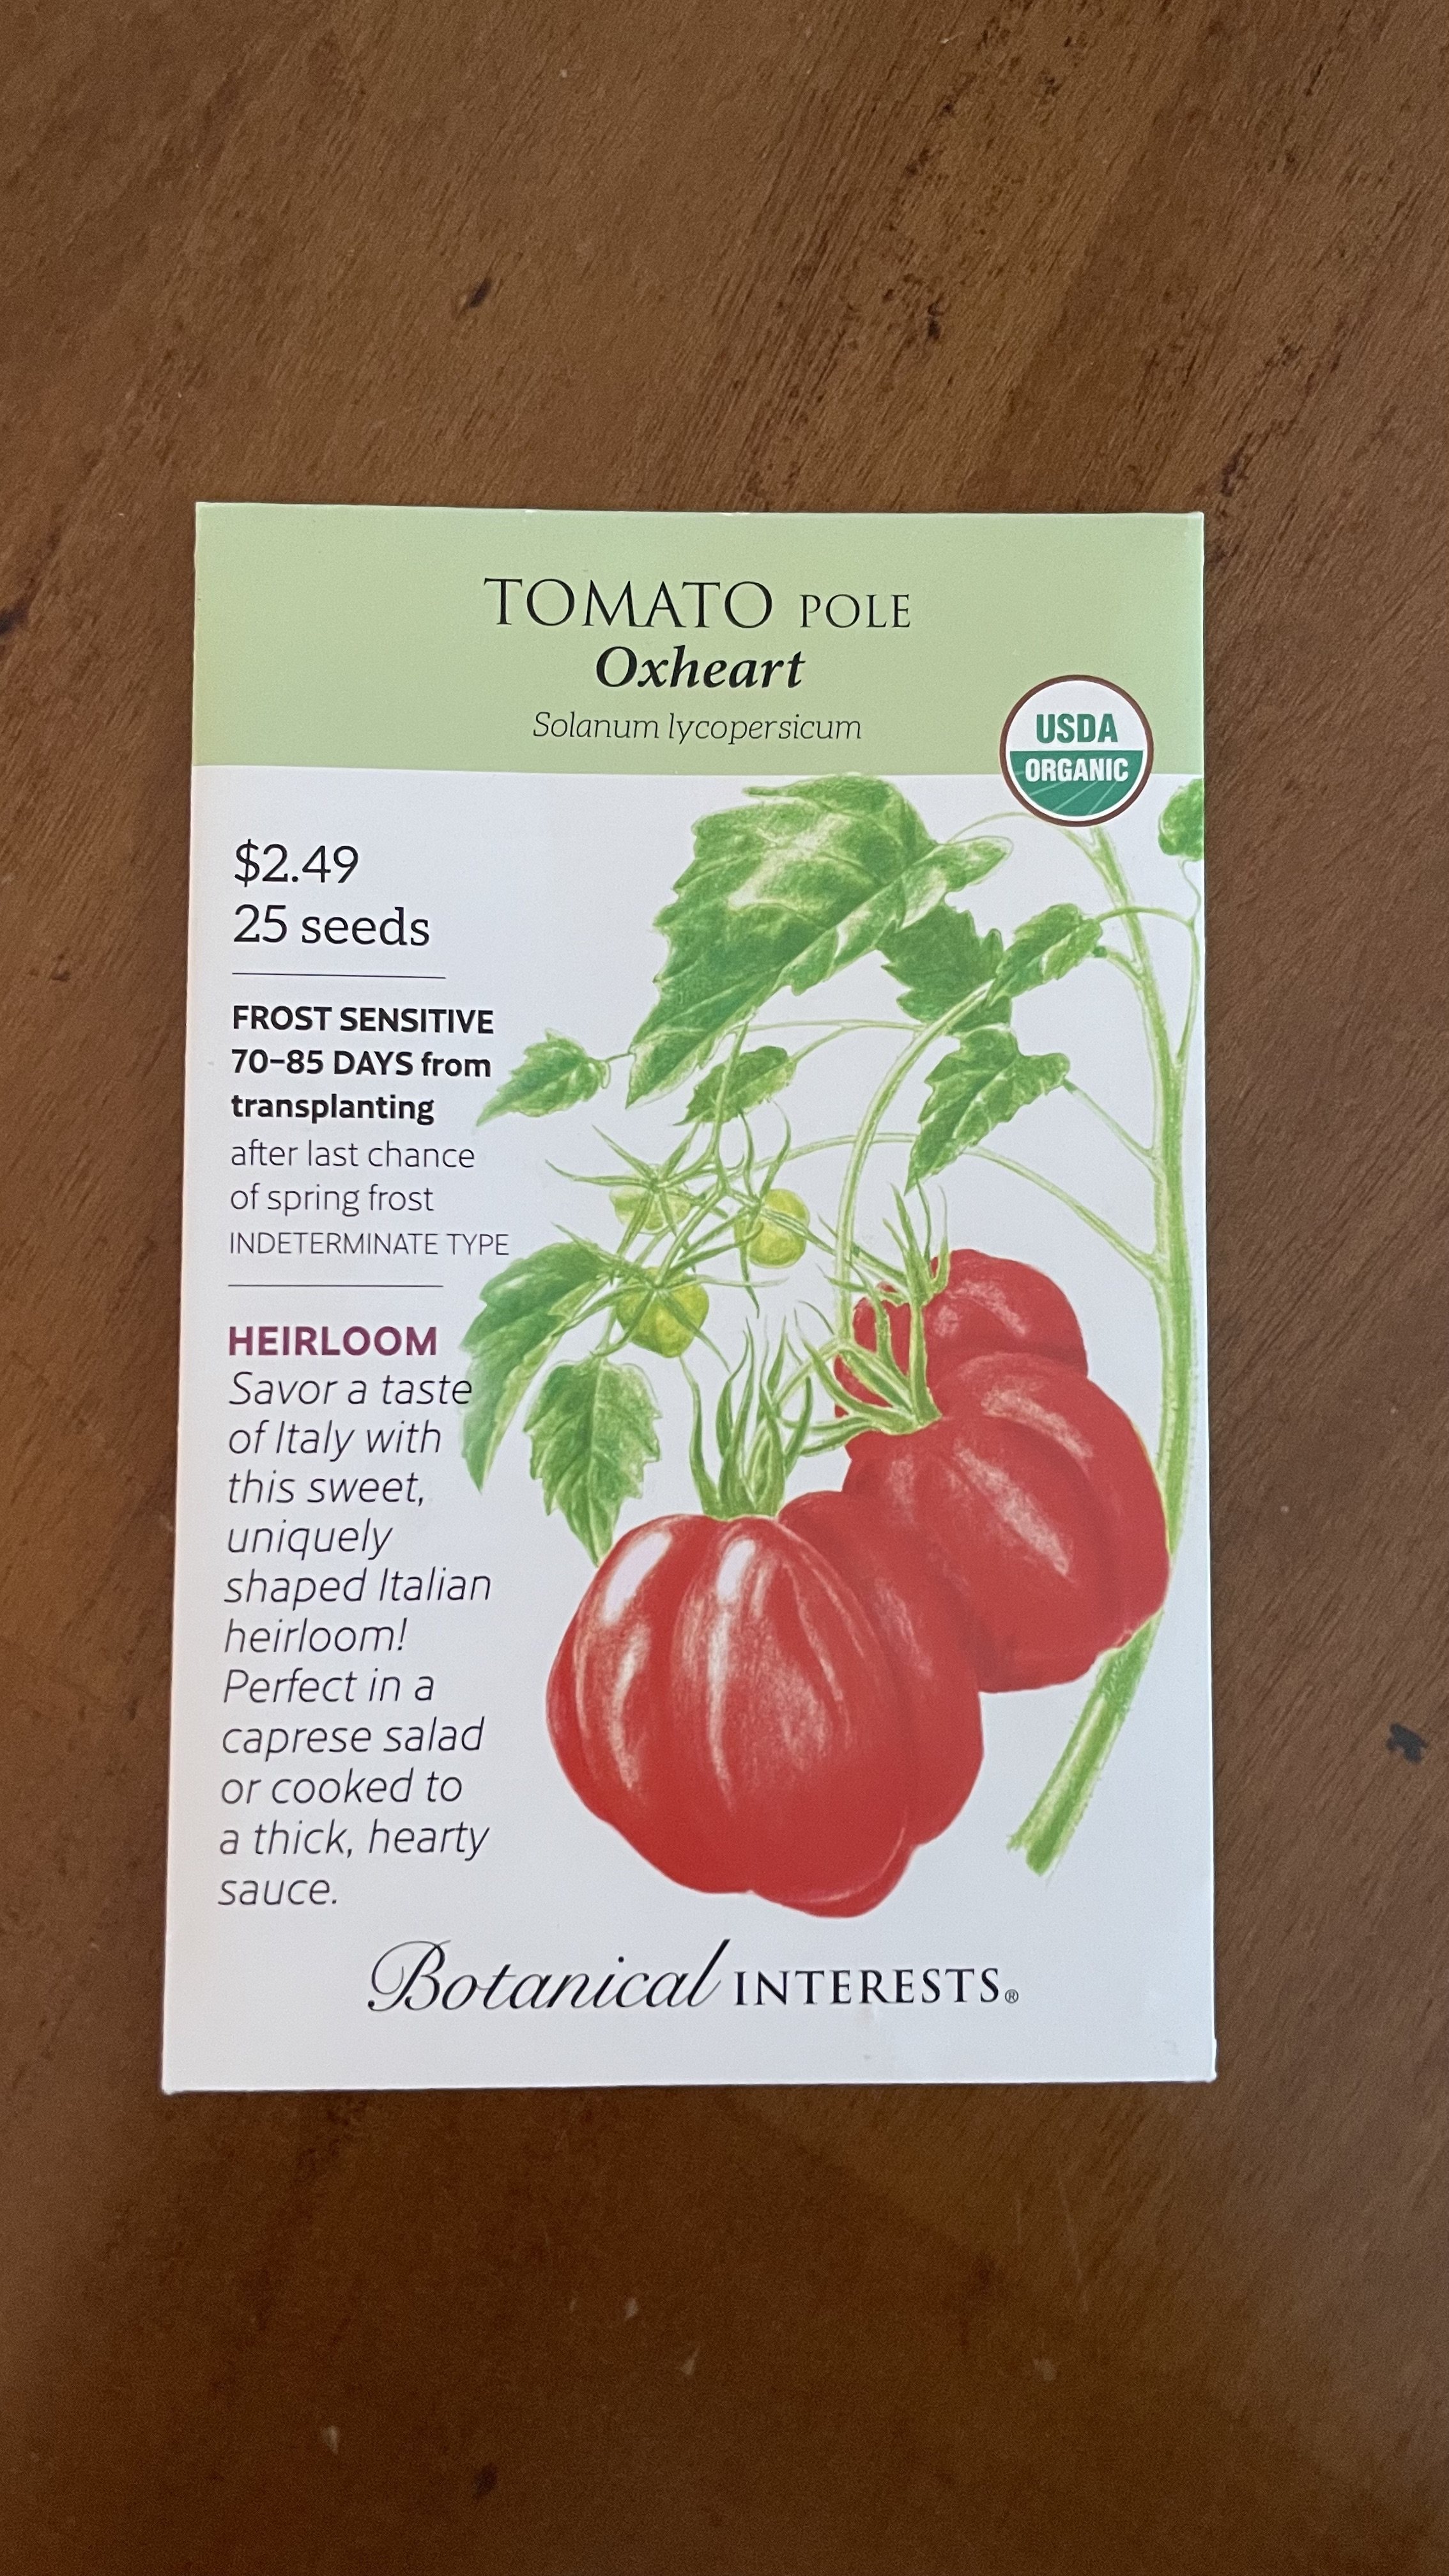 TOMATO POLE
Oxheart
Solanum lycopersicum
USDA
ORGANIC
$2.49
25 seeds
FROST SENSITIVE
70–85 DAYS from
transplanting
after last chance
of spring frost
INDETERMINATE TYPE
HEIRLOOM
Savor a taste
of Italy with
this sweet,
uniquely
shaped Italian
heirloom!
Perfect in a
caprese salad
or cooked to
a thick, hearty
sauce.
Botanical INTERESTS®